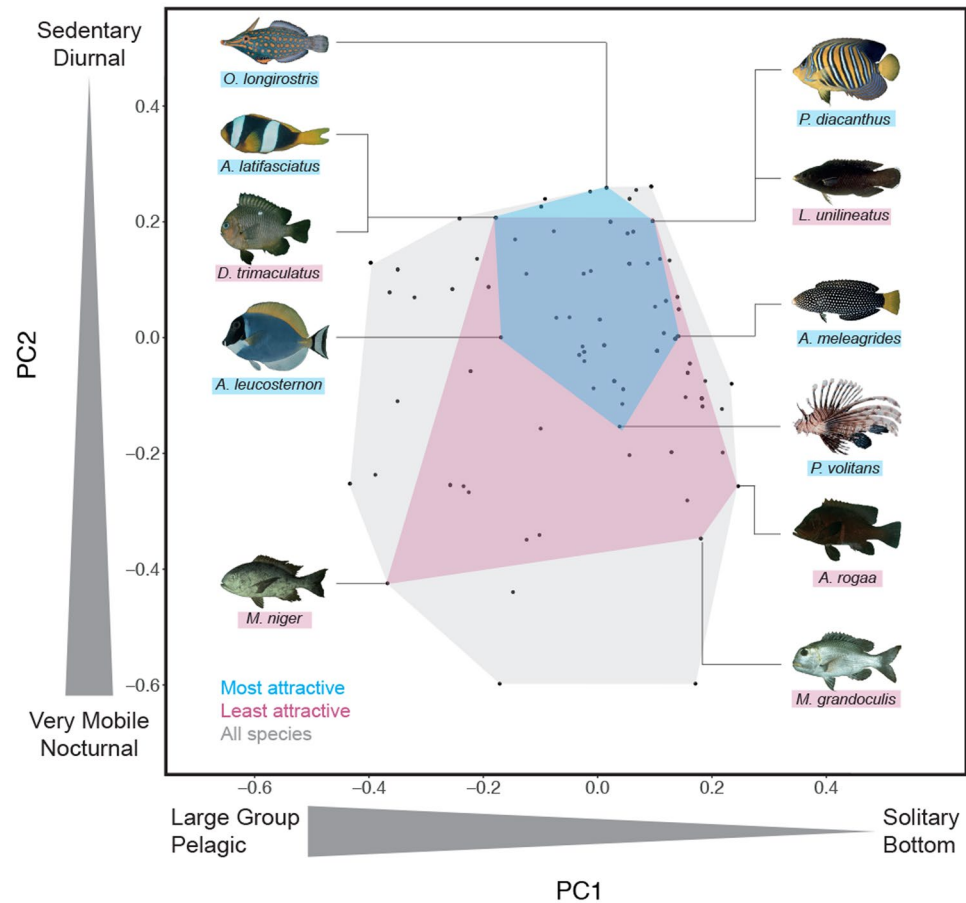 Sedentary
Diurnal
O. longirostris
A. latifasciatus
D. trimaculatus
A. leucosternon
M. niger
P. diacanthus
L. unilineatus
A. meleagrides
P. volitans
A. rogaa
M. grandoculis
0.4
0.2
0.0
−0.2
−0.4
−0.6
PC2
Very Mobile
Nocturnal
Most attractive
Least attractive
All species
−0.6
−0.4
−0.2
0.0
0.2
0.4
Large Group
Pelagic
Solitary
Bottom
PC1